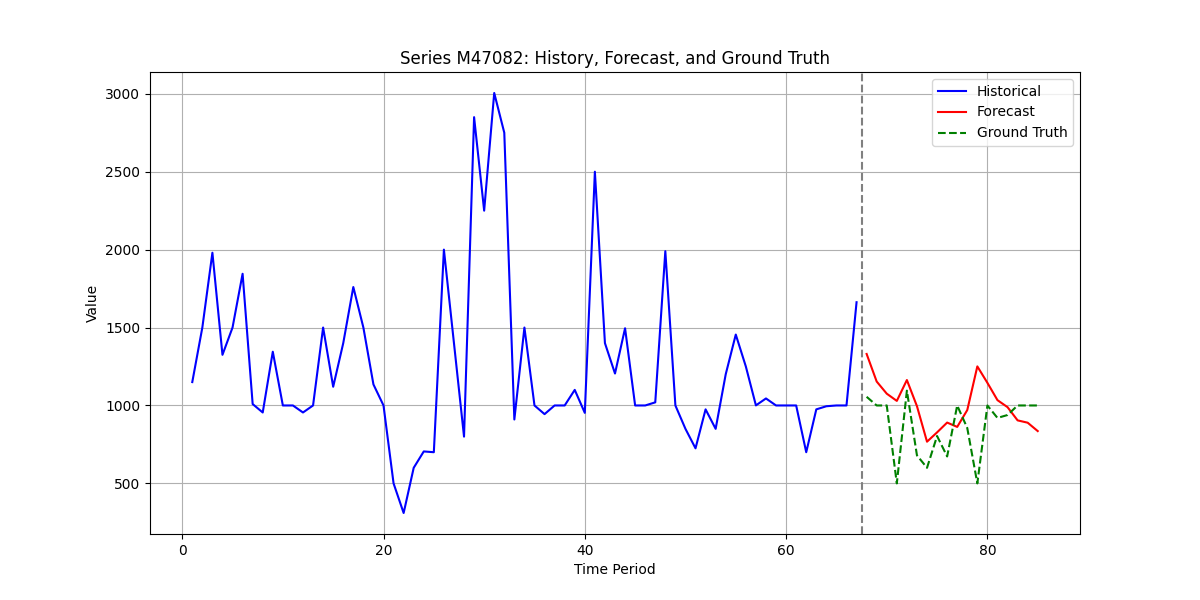 Series M47082: History, Forecast, and Ground Truth
Historical
Forecast
Ground Truth
Value
3000
2500
2000
1500
1000
500
0
20
40
60
80
Time Period